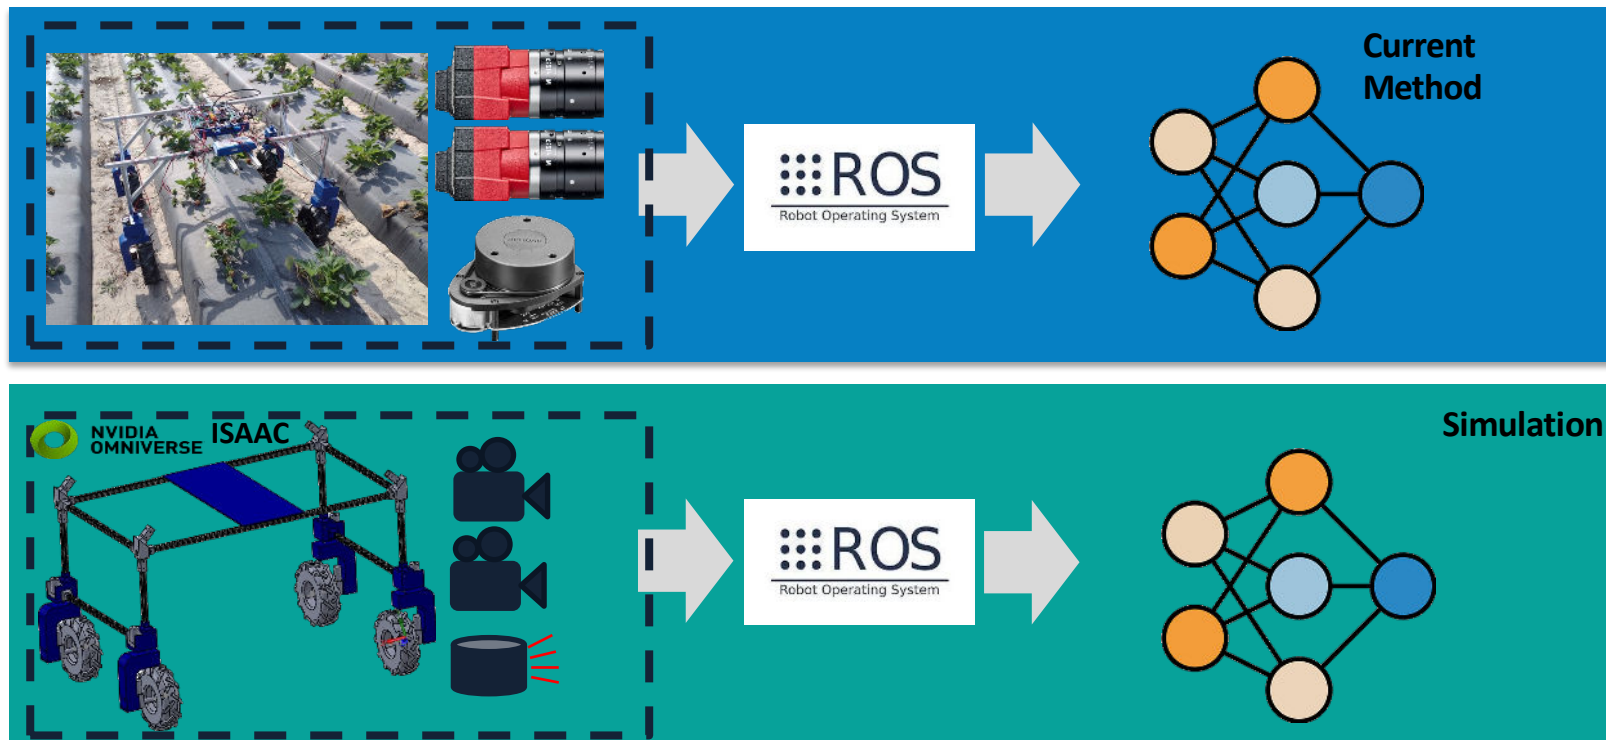 Current
Method
ROS
Robot Operating System
NVIDIA
OMNIVERSE
ISAAC
Simulation
ROS
Robot Operating System